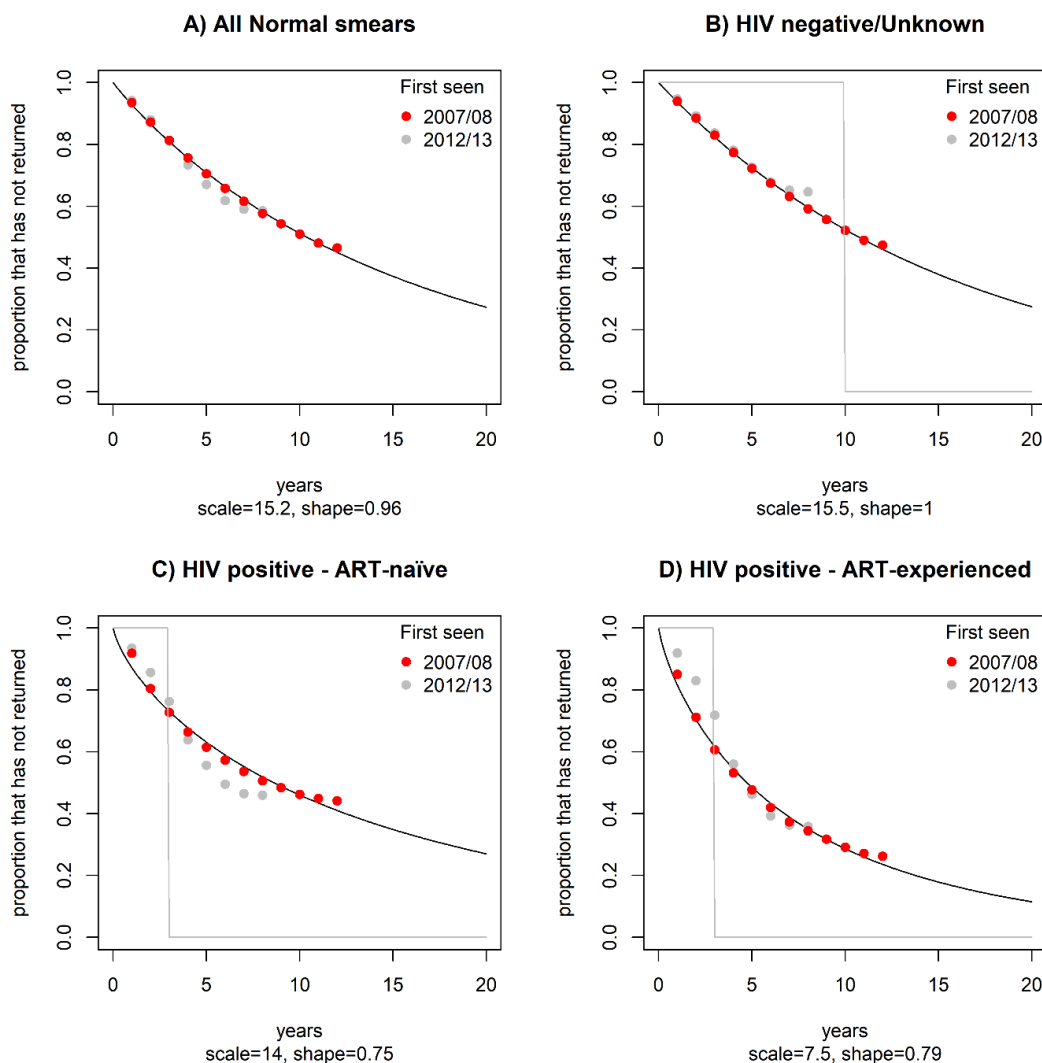 A) All Normal smears
proportion that has not returned
1.0
0.8
0.6
0.4
0.2
0.0
First seen
2007/08
2012/13
0 5 10 15 20
years
scale=15.2, shape=0.96
B) HIV negative/Unknown
proportion that has not returned
1.0
0.8
0.6
0.4
0.2
0.0
First seen
2007/08
2012/13
0 5 10 15 20
years
scale=15.5, shape=1
C) HIV positive - ART-naïve
proportion that has not returned
1.0
0.8
0.6
0.4
0.2
0.0
First seen
2007/08
2012/13
0 5 10 15 20
years
scale=14, shape=0.75
D) HIV positive - ART-experienced
proportion that has not returned
1.0
0.8
0.6
0.4
0.2
0.0
First seen
2007/08
2012/13
0 5 10 15 20
years
scale=7.5, shape=0.79